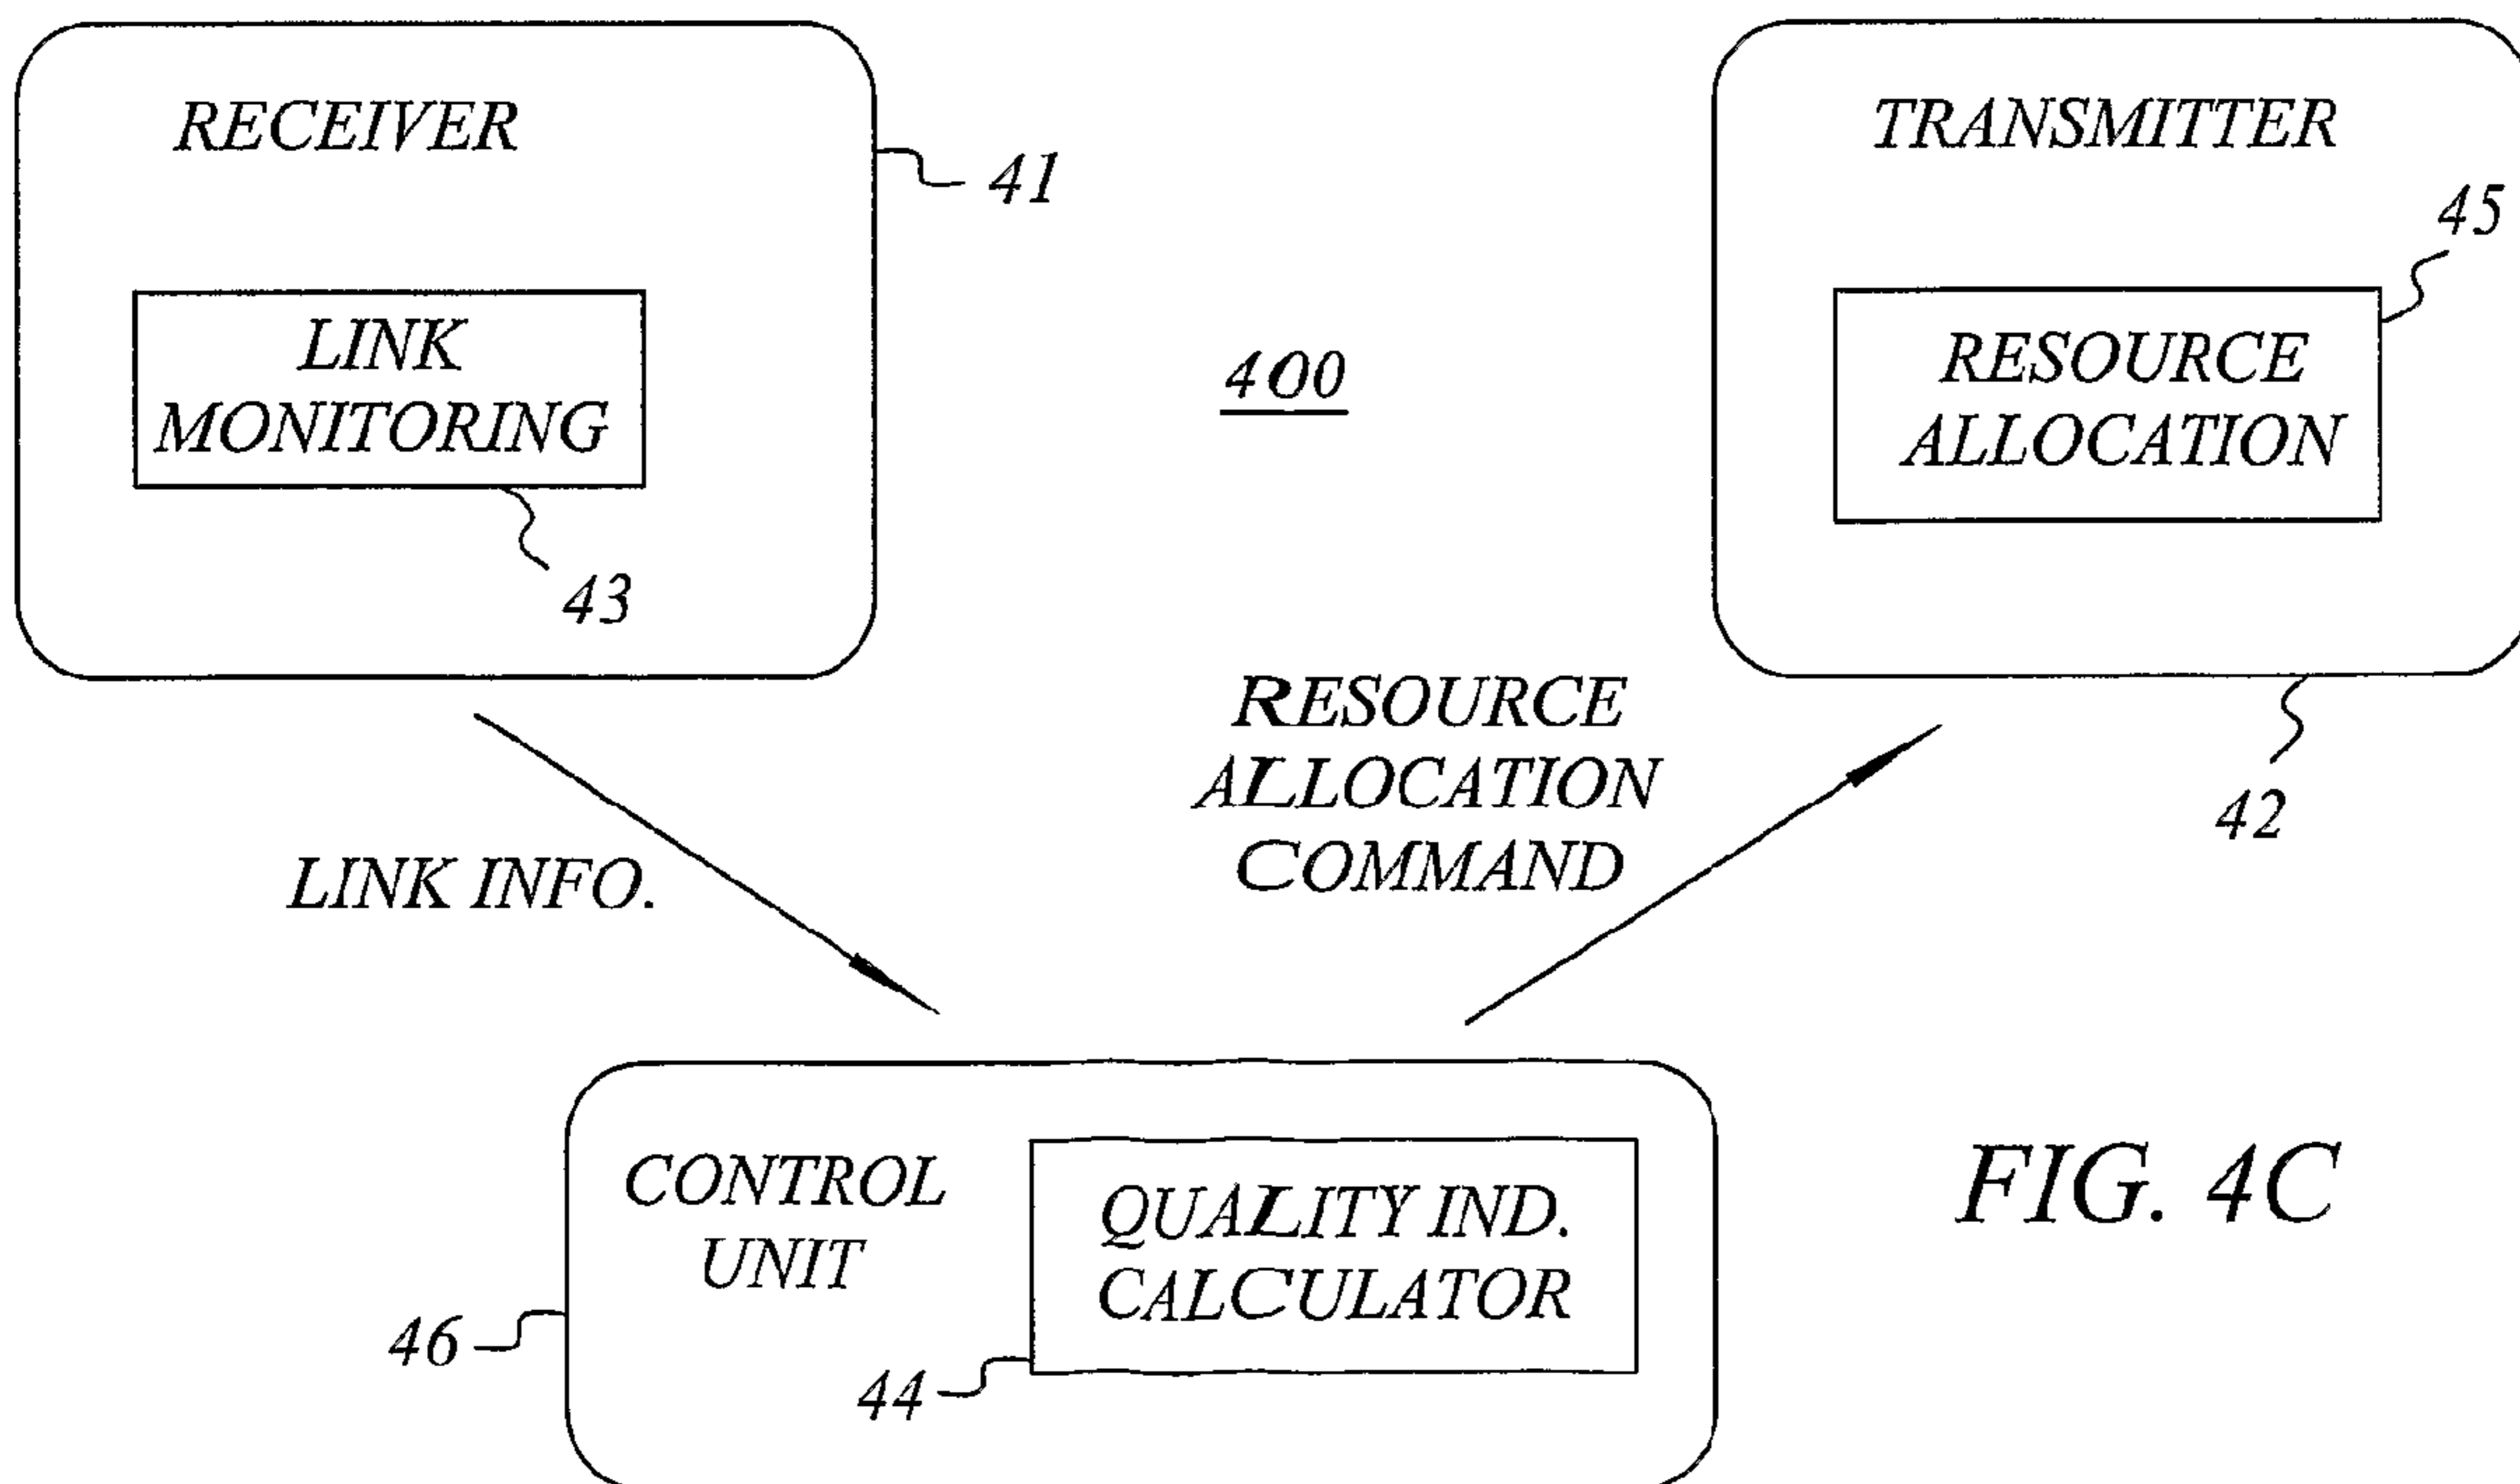 RECEIVER
41
LINK
MONITORING
43
400
TRANSMITTER
45
RESOURCE
ALLOCATION
42
LINK INFO.
RESOURCE
ALLOCATION
COMMAND
CONTROL
UNIT
46
QUALITY IND.
CALCULATOR
44
FIG. 4C